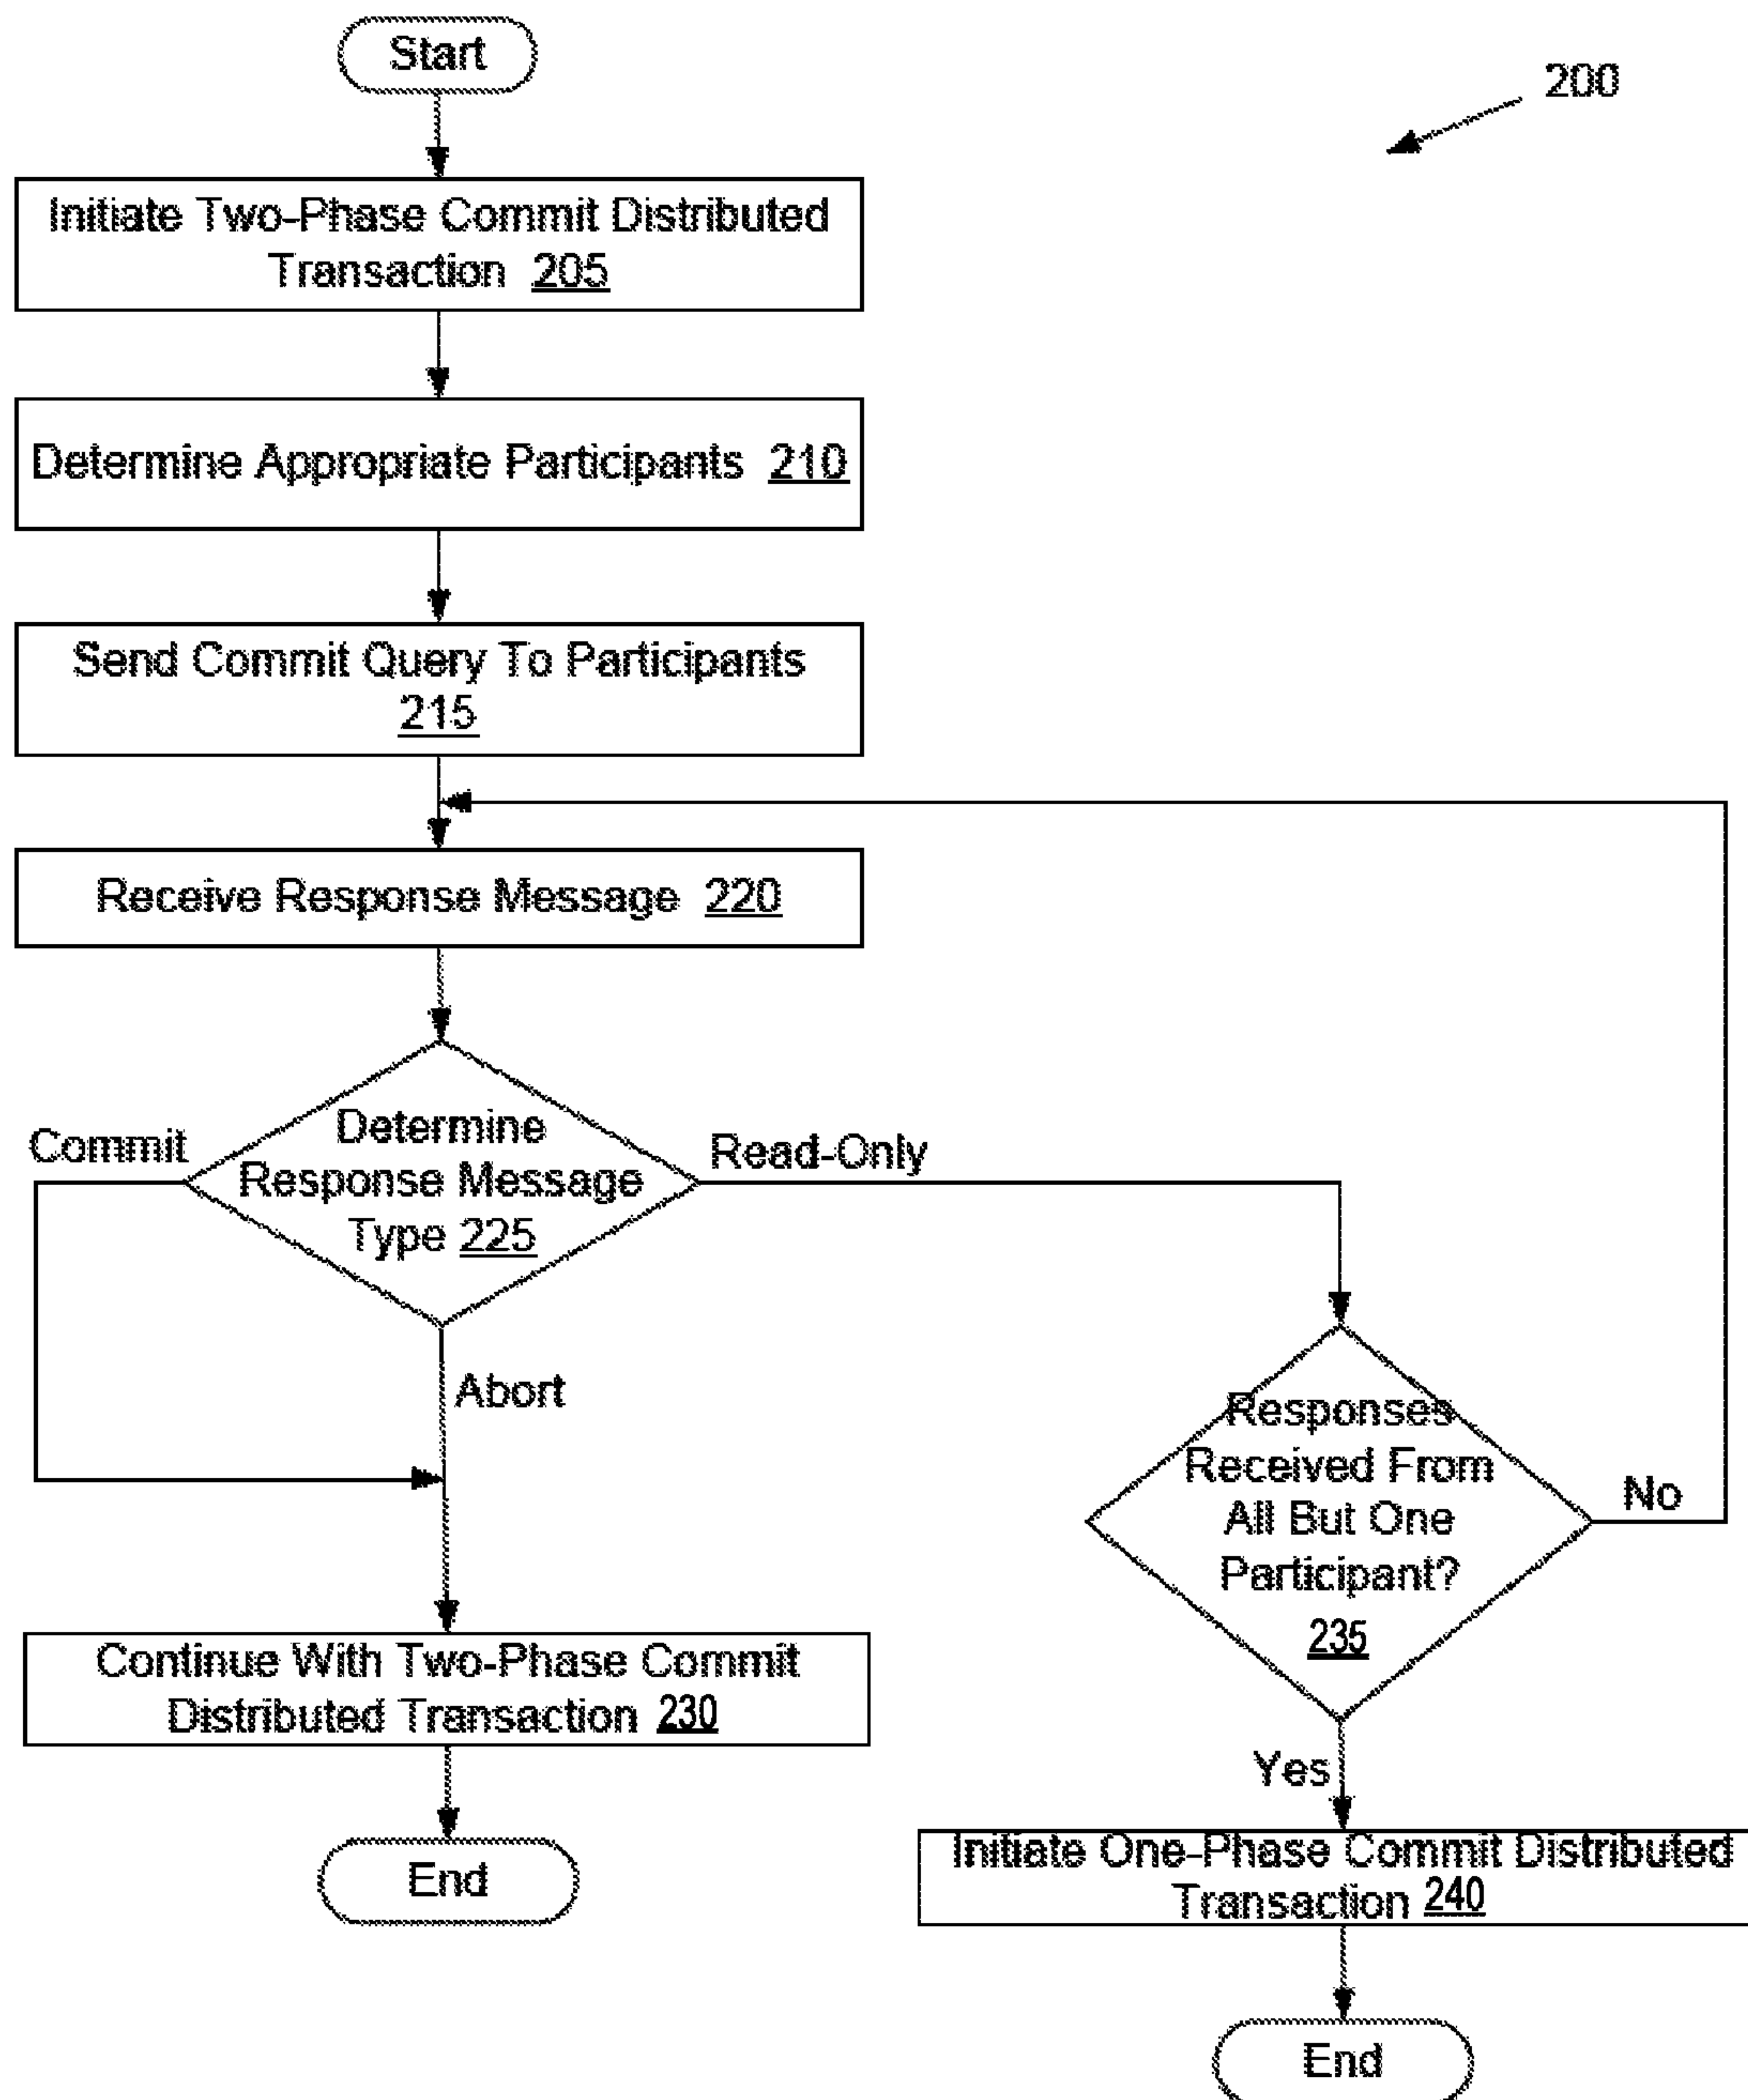 Start
200
Initiate Two-Phase Commit Distributed
Transaction 205
Determine Appropriate Participants 210
Send Commit Query To Participants
215
Receive Response Message 220
Determine
Response Message
Type 225
Commit
Read-Only
Abort
Responses
Received From
All But One
Participant?
235
No
Yes
Continue With Two-Phase Commit
Distributed Transaction 230
End
Initiate One-Phase Commit Distributed
Transaction 240
End